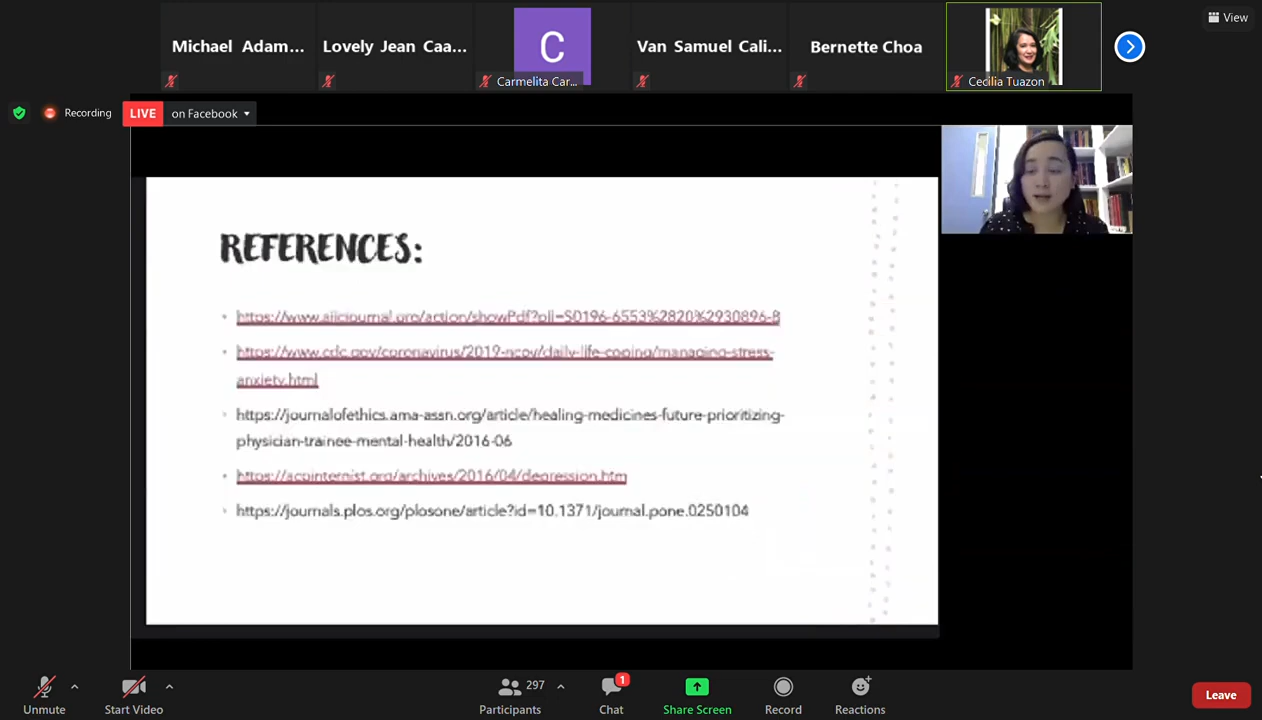 View
Michael Adam...
Lovely Jean Caa...
C
Carmelita Car...
Van Samuel Cali...
Bernette Choa
Cecilia Tuazon
Recording
LIVE
on Facebook
REFERENCES:
https://www.ajicjournal.org/action/showPdf?pii=S0196-6553%2820%2930896-8
https://www.cdc.gov/coronavirus/2019-ncov/daily-life-coping/managing-stress-
anxiety.html
https://journalofethics.ama-assn.org/article/healing-medicines-future-prioritizing-
physician-trainee-mental-health/2016-06
https://acpinternist.org/archives/2016/04/depression.htm
https://journals.plos.org/plosone/article?id=10.1371/journal.pone.0250104
Unmute
Start Video
297
Participants
1
Chat
Share Screen
Record
Reactions
Leave